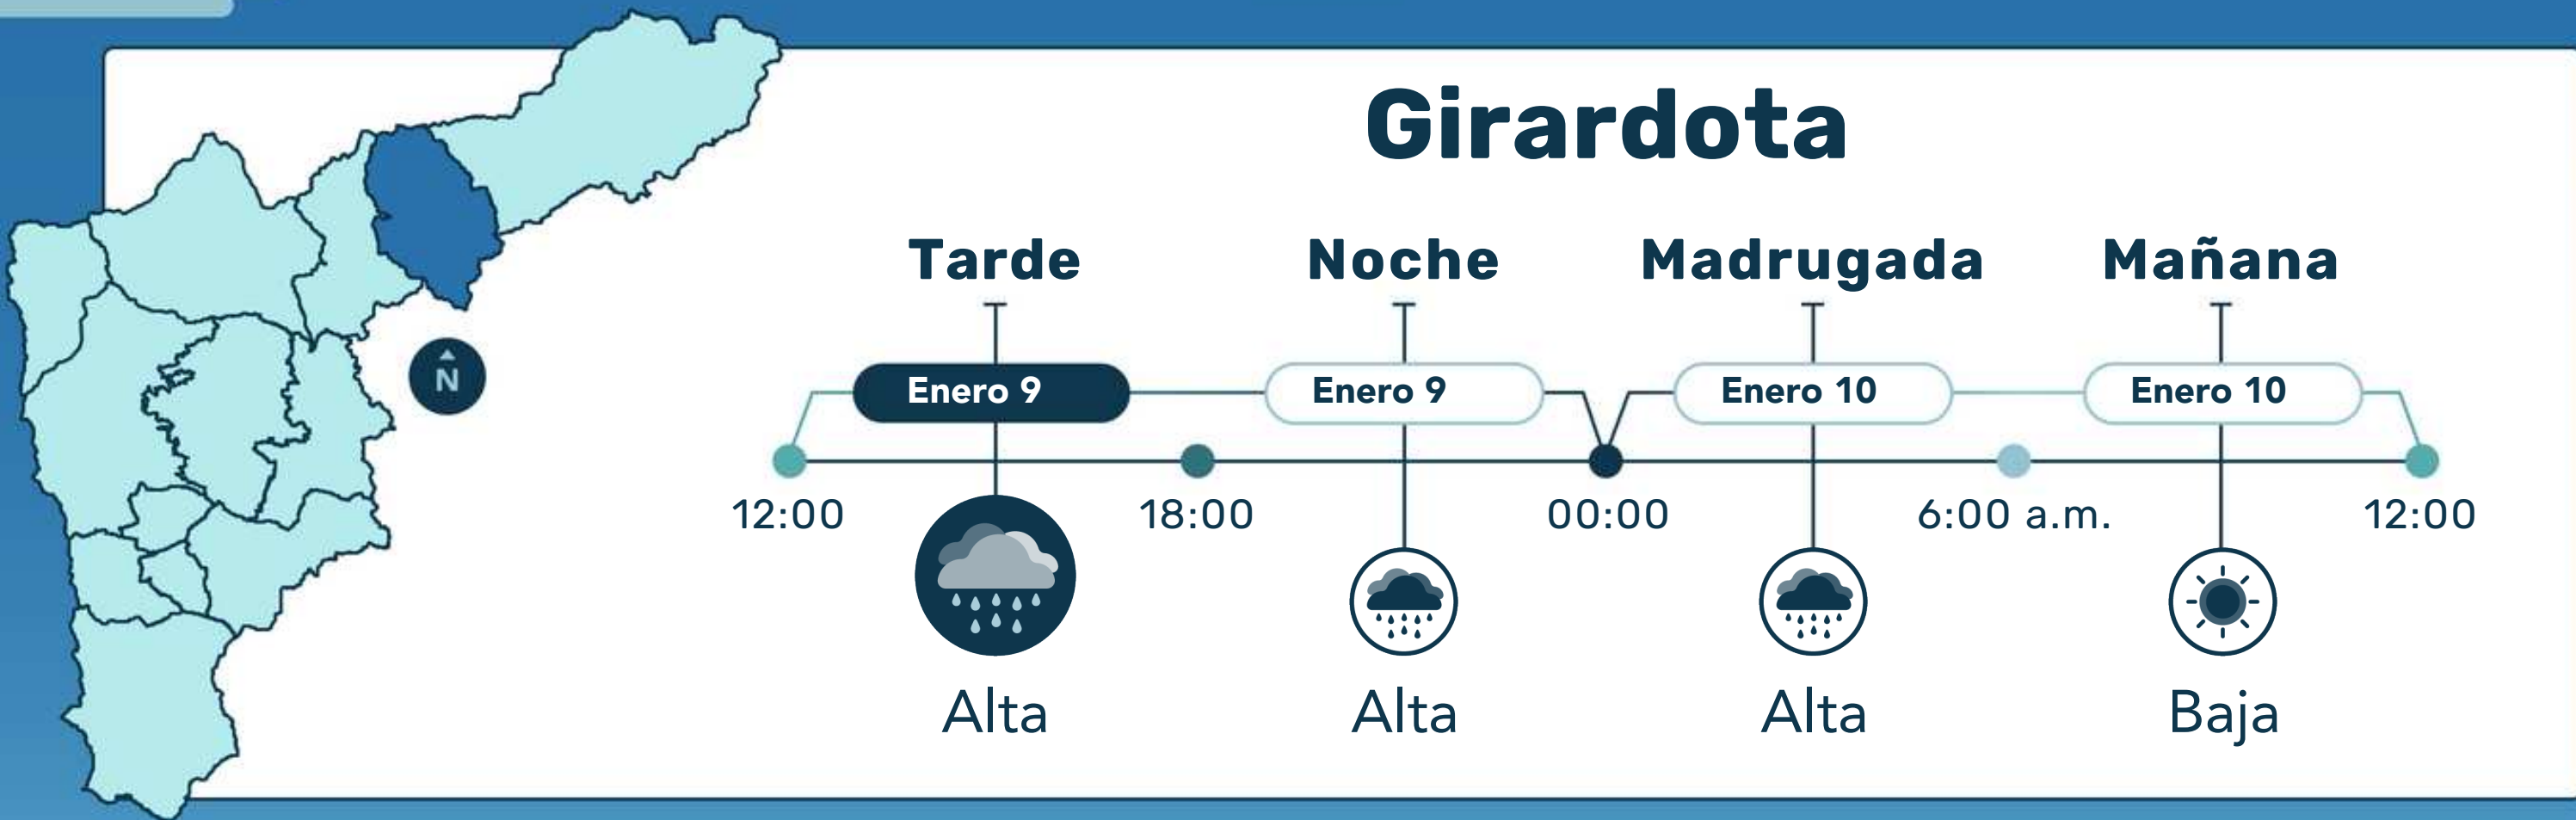 Girardota
Tarde Noche Madrugada Mañana
N
Enero 9 Enero 9 Enero 10 Enero 10
12:00 18:00 00:00 6:00 a.m. 12:00
Alta Alta Alta Baja